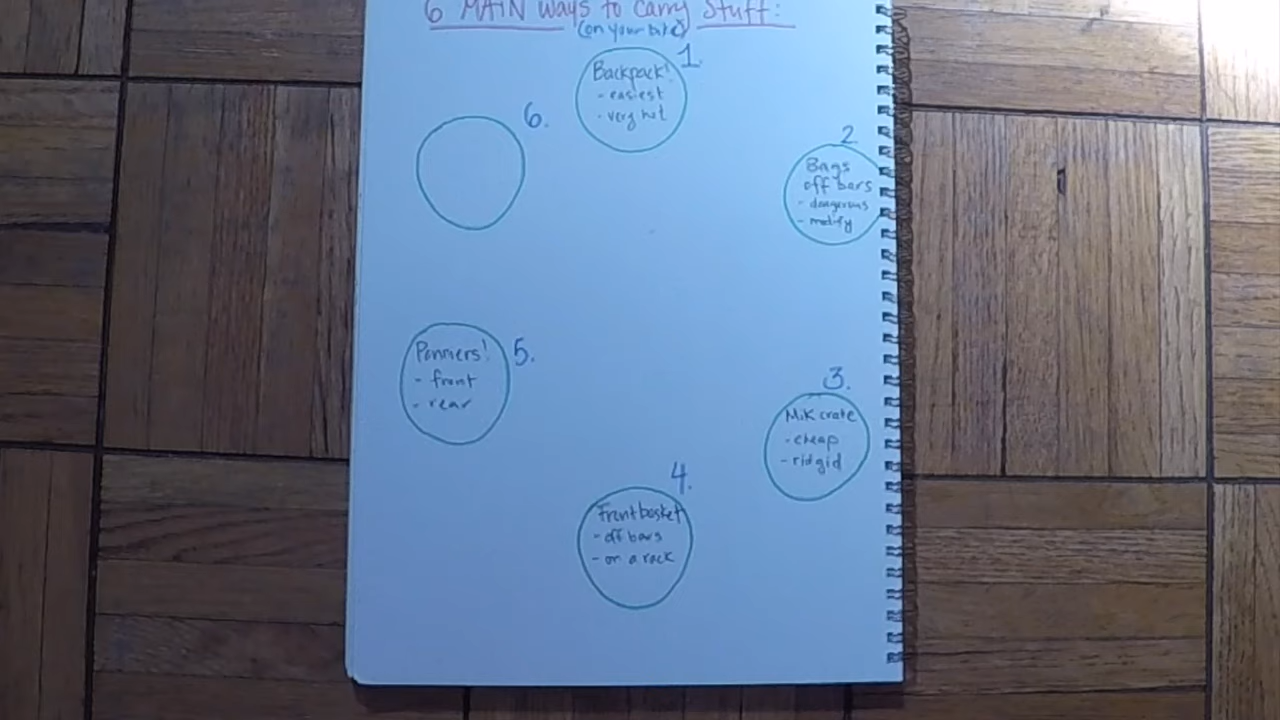 6 MAIN Ways to Carry Stuff:
(on your bike)
1.
Backpack!
- easiest
- very hot
2
Bags
off bars
- dangerous
- modify
3.
Milk crate
- cheap
- ridgid
4.
Front basket
- off bars
- on a rack
5.
Panniers!
- front
- rear
6.